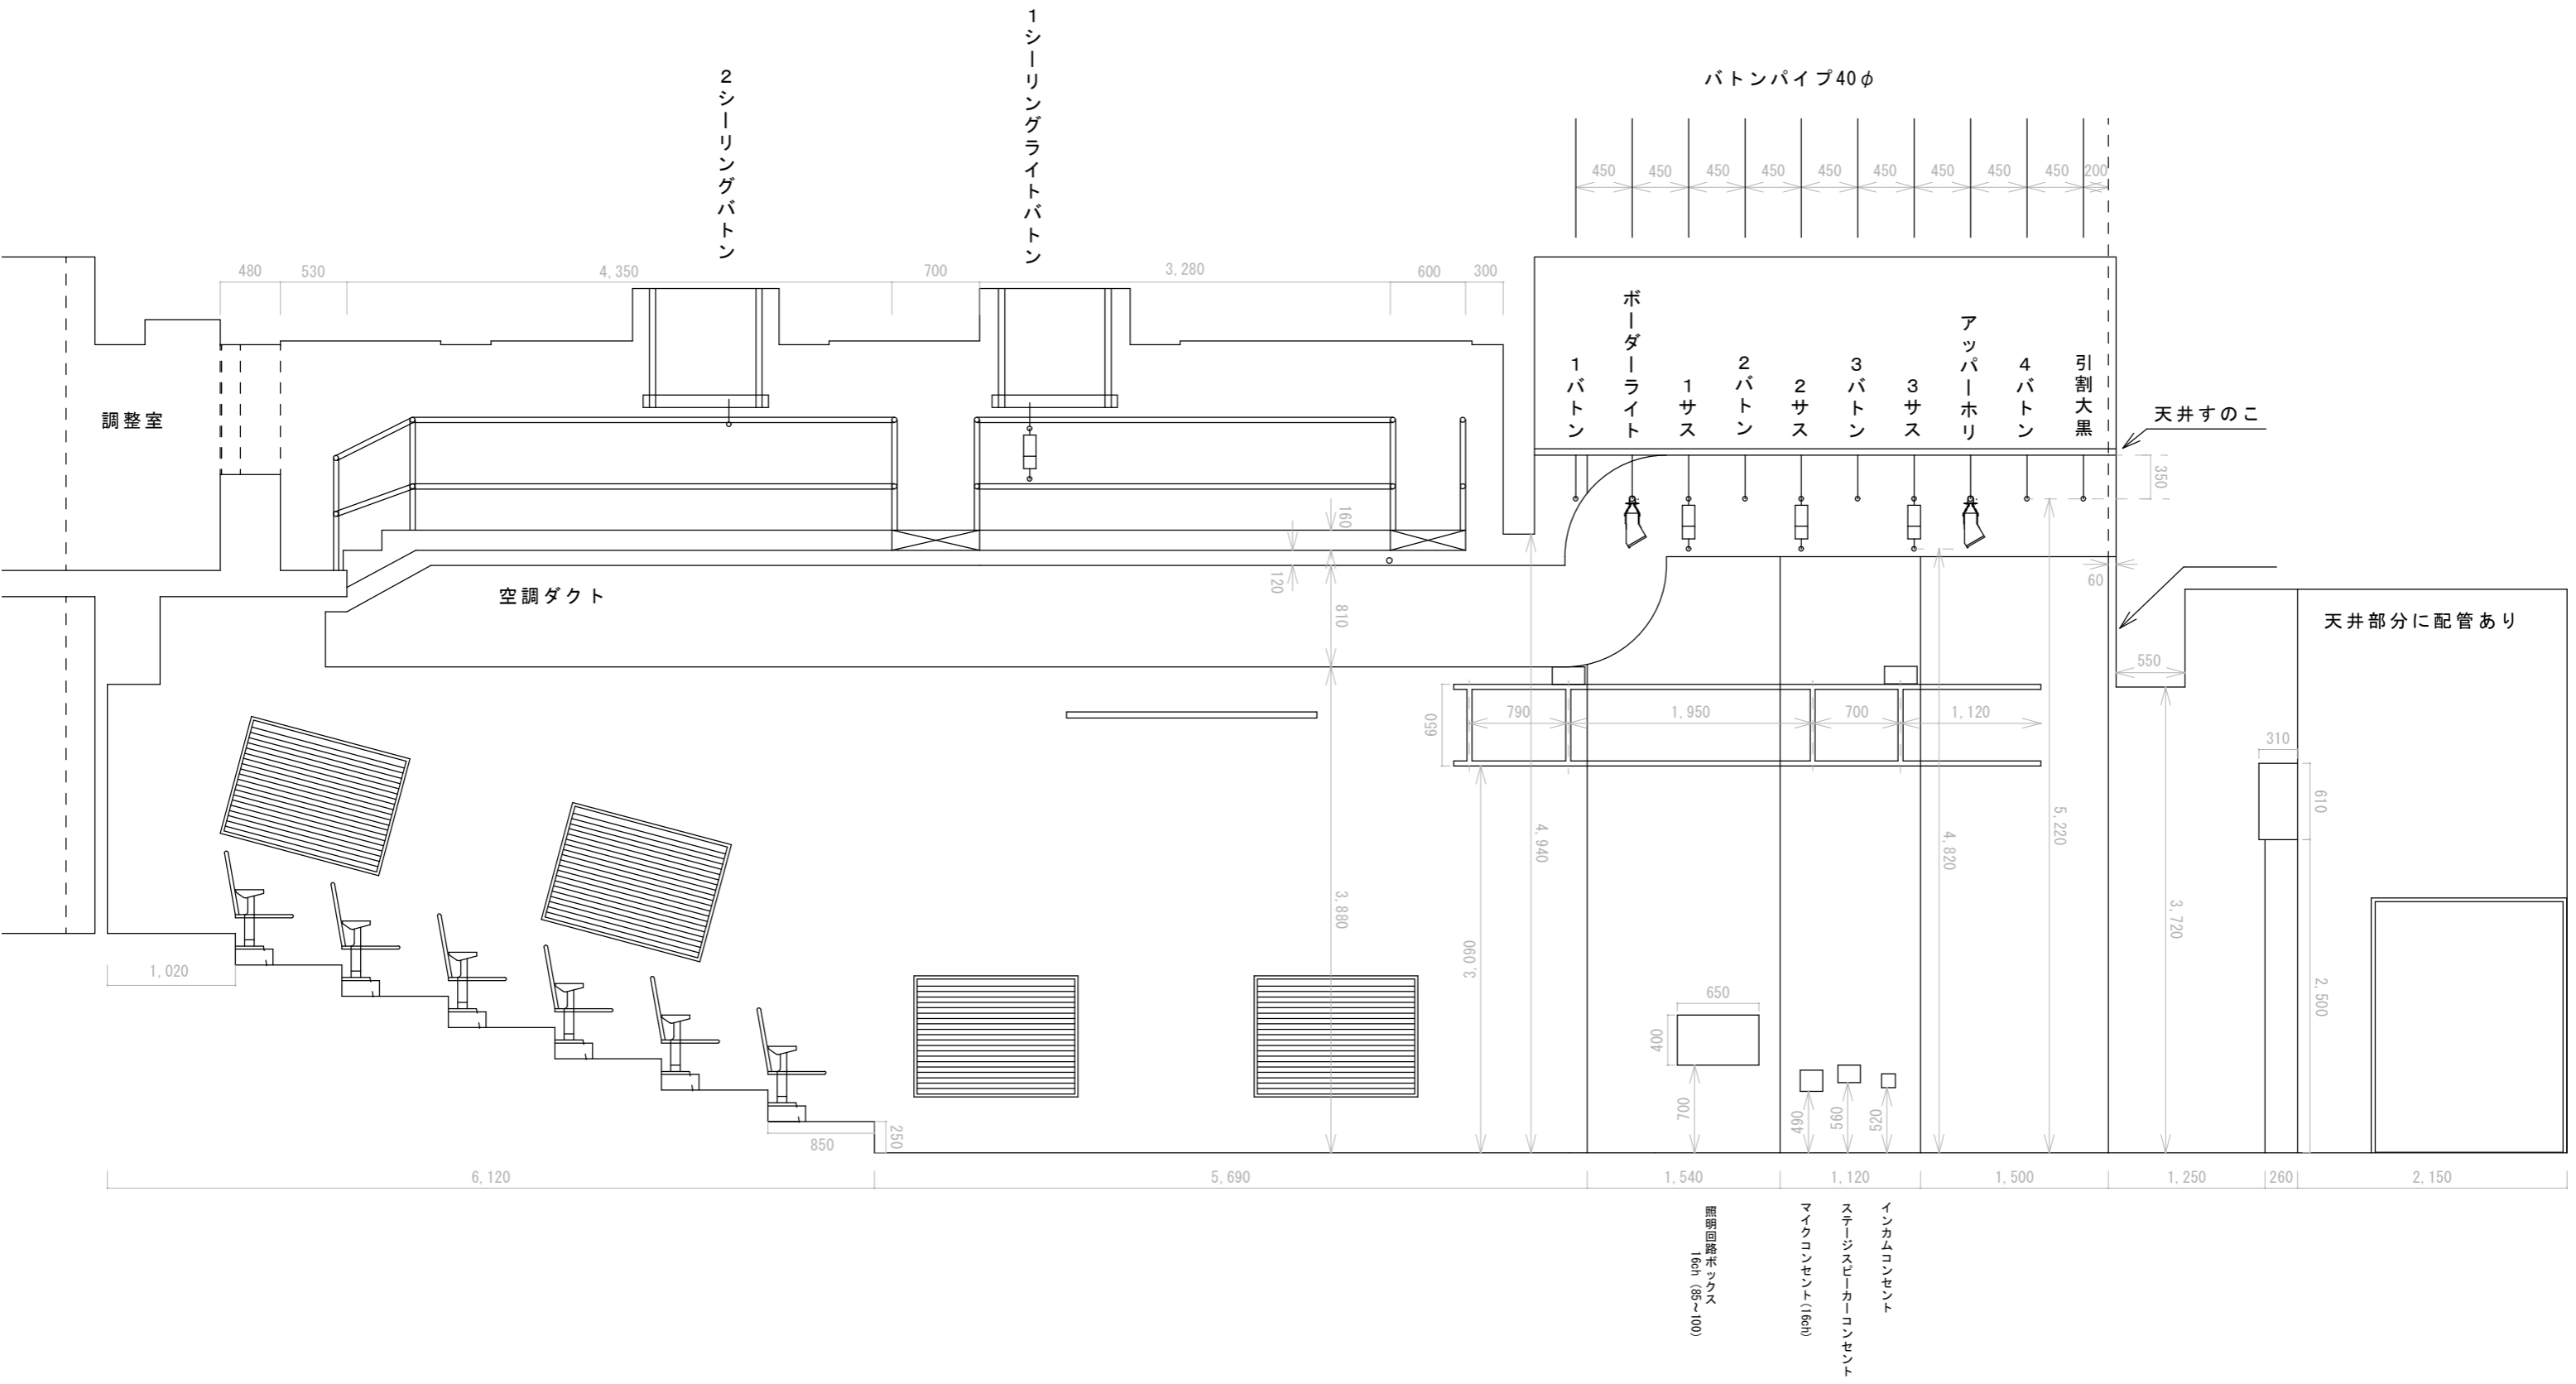 1シーリングライトバトン
2シーリングバトン
バトンパイプ40φ
450
450
450
450
450
450
450
450
450
200
480
530
4,350
700
3,280
600
300
1バトン
ボーダーライト
1サス
2バトン
2サス
3バトン
3サス
アッパーホリ
4バトン
引割大黒
天井すのこ
調整室
350
160
120
60
空調ダクト
810
天井部分に配管あり
550
650
790
1,950
700
1,120
310
610
4,940
4,820
5,220
3,880
3,090
3,720
2,500
1,020
650
400
700
490
560
520
850
250
6,120
5,690
1,540
1,120
1,500
1,250
260
2,150
照明回路ボックス
16ch (85～100)
マイクコンセント(16ch)
ステージスピーカーコンセント
インカムコンセント